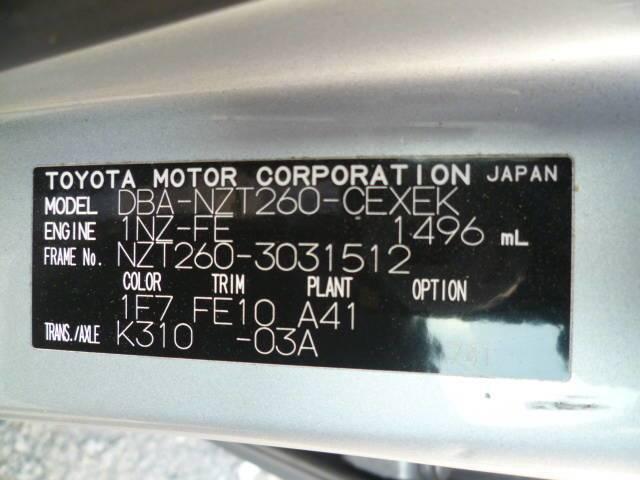 TOYOTA MOTOR CORPORATION JAPAN
MODEL DBA-NZT260-CEXEK
ENGINE 1NZ-FE 1496 mL
FRAME No. NZT260-3031512
COLOR TRIM PLANT OPTION
1F7 FE10 A41
TRANS./AXLE K310 -03A